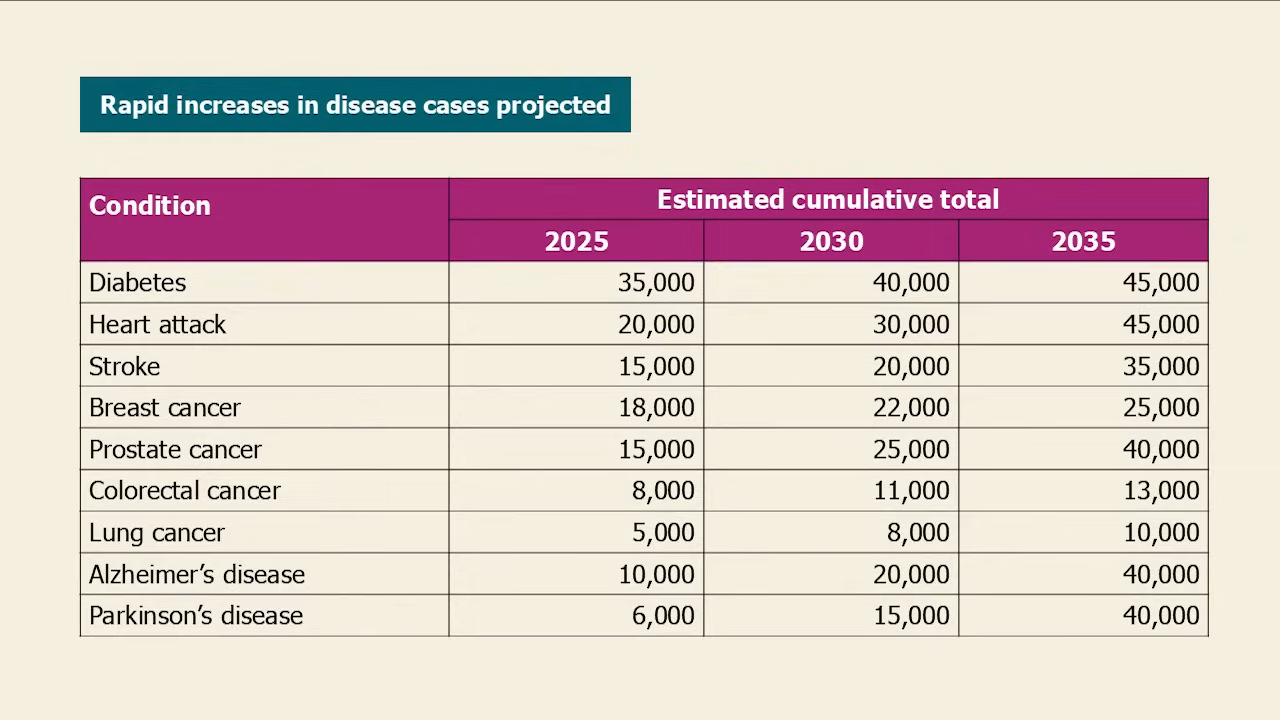 Rapid increases in disease cases projected
Condition Estimated cumulative total
2025 2030 2035
Diabetes 35,000 40,000 45,000
Heart attack 20,000 30,000 45,000
Stroke 15,000 20,000 35,000
Breast cancer 18,000 22,000 25,000
Prostate cancer 15,000 25,000 40,000
Colorectal cancer 8,000 11,000 13,000
Lung cancer 5,000 8,000 10,000
Alzheimer’s disease 10,000 20,000 40,000
Parkinson’s disease 6,000 15,000 40,000